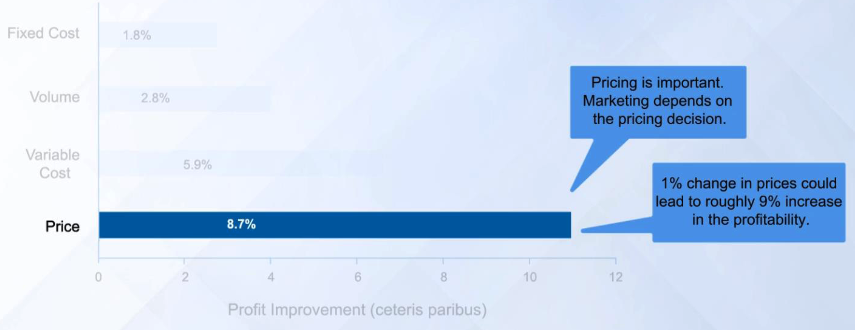 Fixed Cost
1.8%
Volume
2.8%
Variable
Cost
5.9%
Price
8.7%
Pricing is important.
Marketing depends on
the pricing decision.
1% change in prices could
lead to roughly 9% increase
in the profitability.
0 2 4 6 8 10 12
Profit Improvement (ceteris paribus)